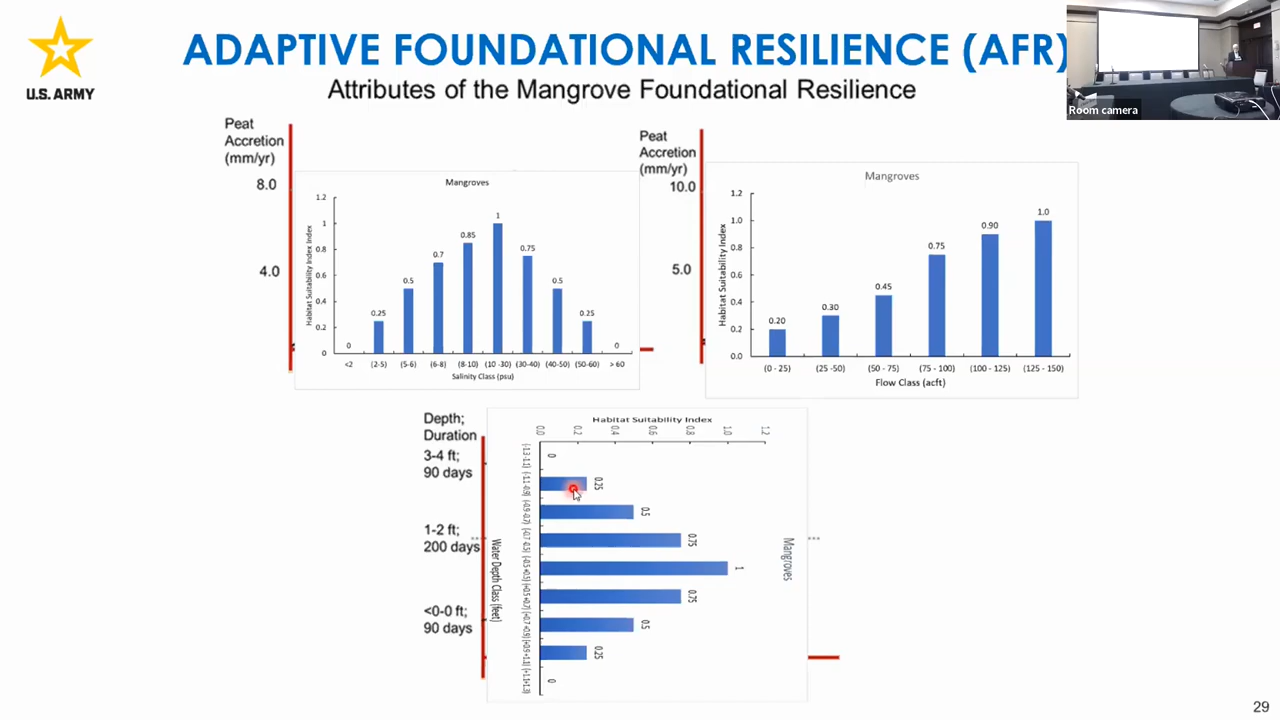 ADAPTIVE FOUNDATIONAL RESILIENCE (AFR)
U.S. ARMY
Attributes of the Mangrove Foundational Resilience
Room camera
Peat
Accretion
(mm/yr)
8.0
4.0
Mangroves
Habitat Suitability Index Index
1.2
1
0.8
0.6
0.4
0.2
0
0
0.25
0.5
0.7
0.85
1
0.75
0.5
0.25
0
<2 (2-5) (5-6) (6-8) (8-10) (10 -30) (30-40) (40-50) (50-60) > 60
Salinity Class (psu)
Peat
Accretion
(mm/yr)
10.0
5.0
Mangroves
Habitat Suitability Index
1.2
1.0
0.8
0.6
0.4
0.2
0.0
0.20
0.30
0.45
0.75
0.90
1.0
(0 - 25) (25 -50) (50 - 75) (75 - 100) (100 - 125) (125 - 150)
Flow Class (acft)
Depth;
Duration
3-4 ft;
90 days
1-2 ft;
200 days
<0-0 ft;
90 days
Habitat Suitability Index
0.0 0.2 0.4 0.6 0.8 1.0 1.2
0
0.25
0.5
0.75
1
0.75
0.5
0.25
0
Water Depth Class (feet)
Mangroves
29